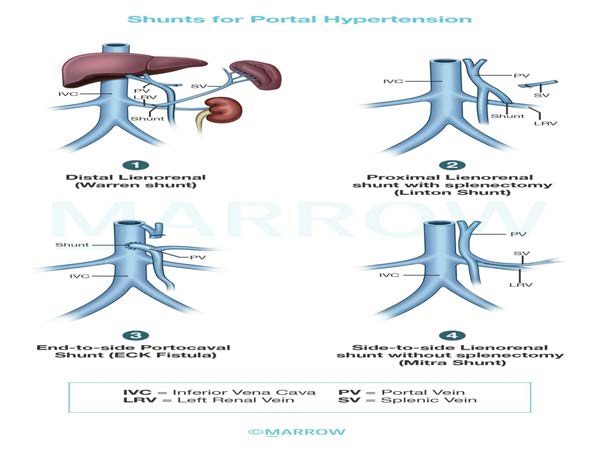 Shunts for Portal Hypertension
IVC
PV
LRV
SV
Shunt
1
Distal Lienorenal
(Warren shunt)
IVC
PV
SV
Shunt
LRV
2
Proximal Lienorenal
shunt with splenectomy
(Linton Shunt)
MARROW
Shunt
IVC
PV
3
End-to-side Portocaval
Shunt (ECK Fistula)
PV
SV
IVC
LRV
4
Side-to-side Lienorenal
shunt without splenectomy
(Mitra Shunt)
IVC = Inferior Vena Cava PV = Portal Vein
LRV = Left Renal Vein SV = Splenic Vein
©MARROW